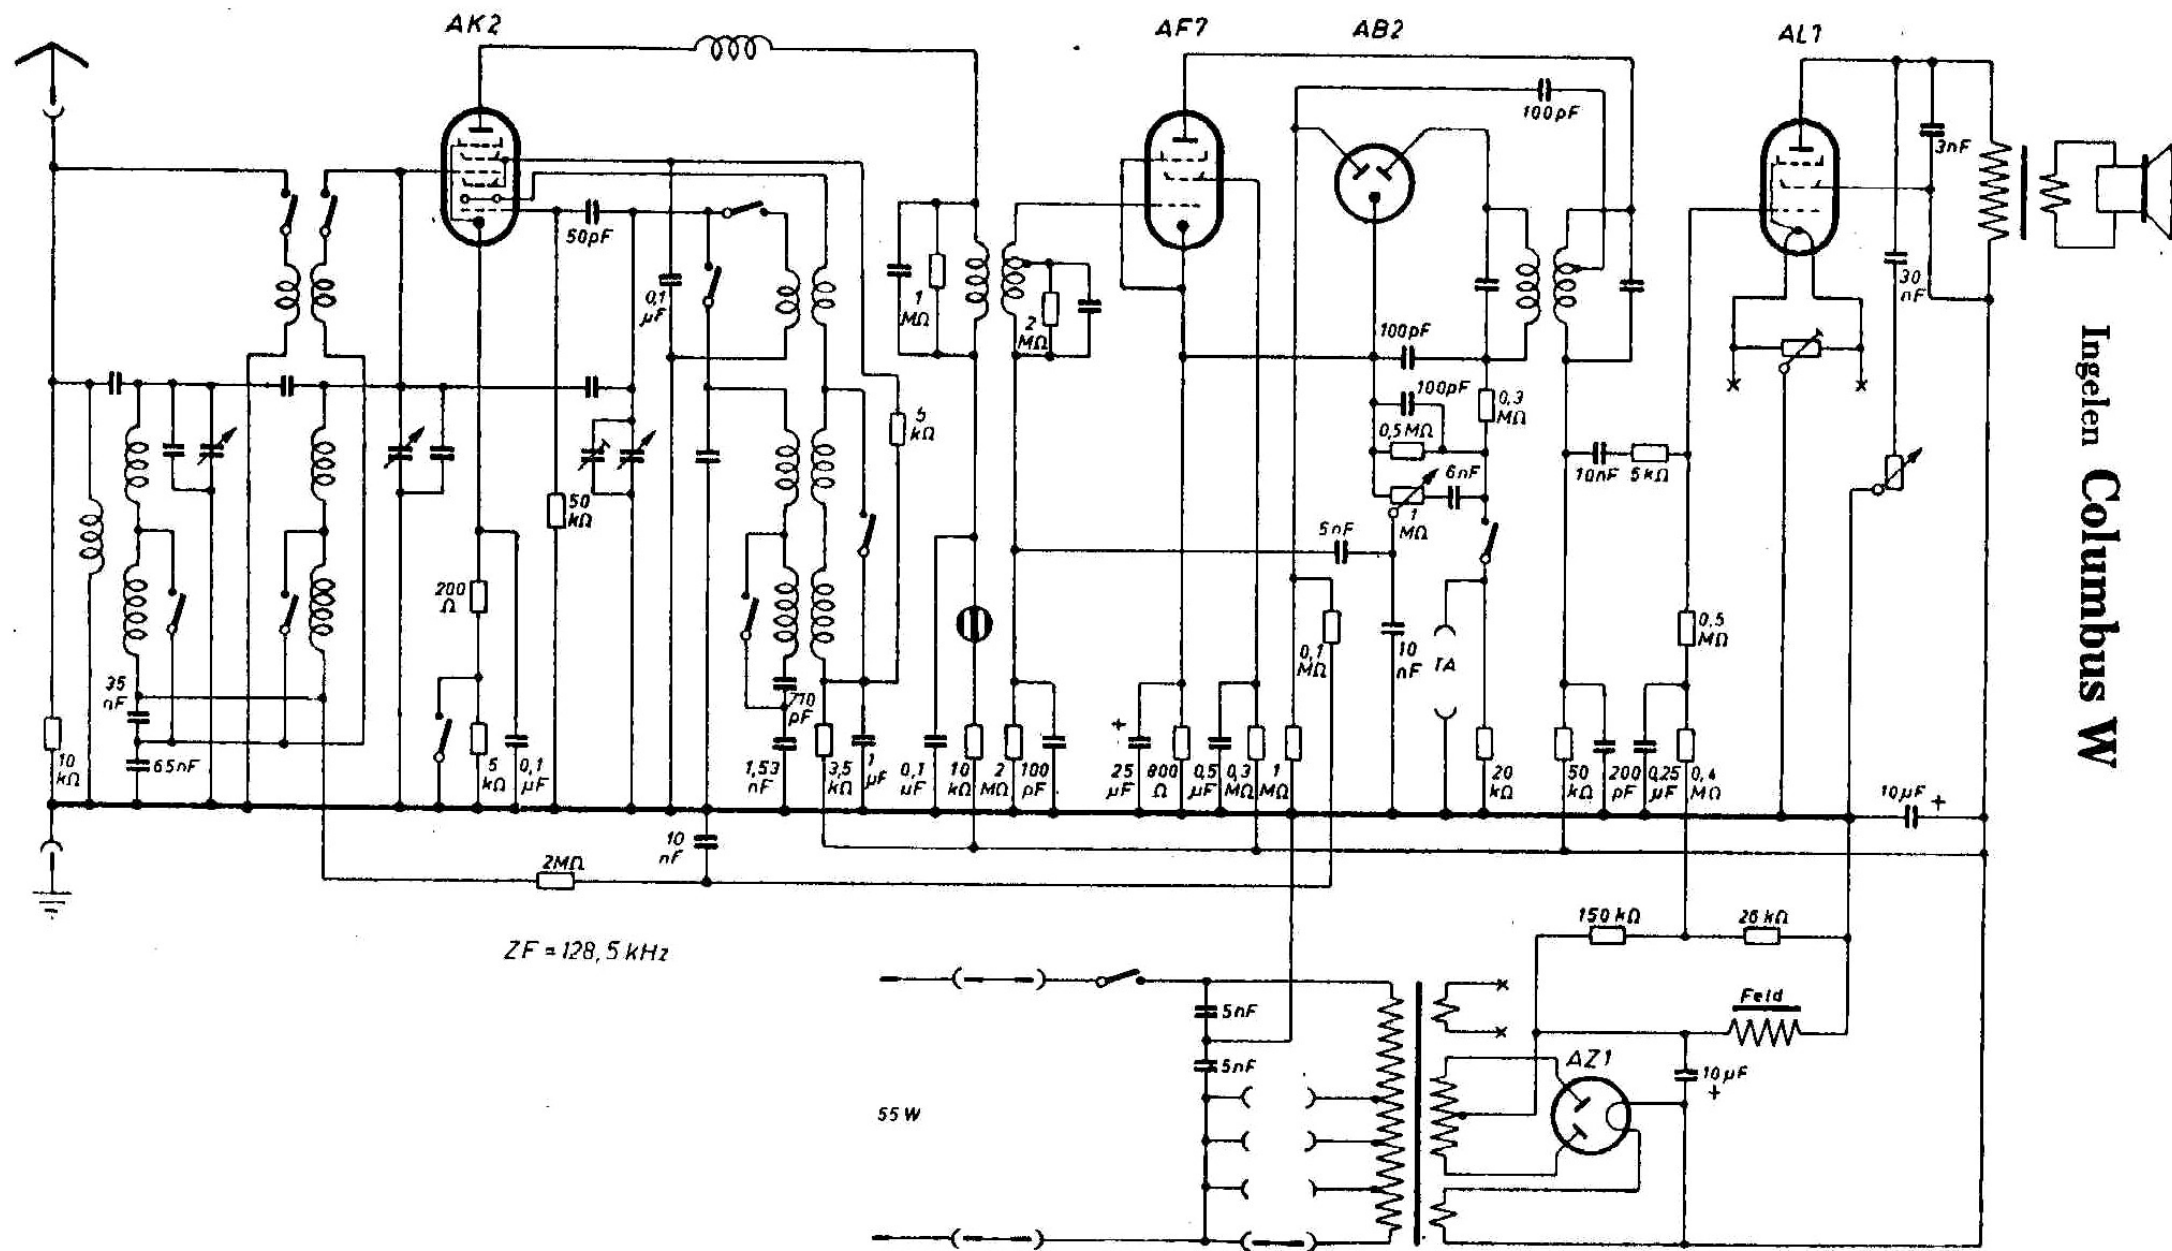 AK2
AF7
AB2
AL1
100pF
3nF
50pF
0,1
µF
1
MΩ
2
MΩ
30
nF
100pF
100pF
0,3
MΩ
5
kΩ
0,5MΩ
6nF
10nF 5kΩ
1
MΩ
50
kΩ
5nF
200
Ω
0,1
MΩ
10
nF
TA
0,5
MΩ
35
nF
710
pF
10
kΩ
65nF
5
kΩ
0,1
µF
1,53
nF
3,5
kΩ
1
µF
0,1
µF
10
kΩ
2
MΩ
100
pF
+
25
µF
800
Ω
0,5
µF
0,3
MΩ
1
MΩ
20
kΩ
50
kΩ
200
pF
0,25
µF
0,4
MΩ
10µF +
10
nF
2MΩ
ZF = 128,5 kHz
150 kΩ
26 kΩ
Feld
5nF
5nF
AZ1
10µF
+
55 W
Ingelen Columbus W